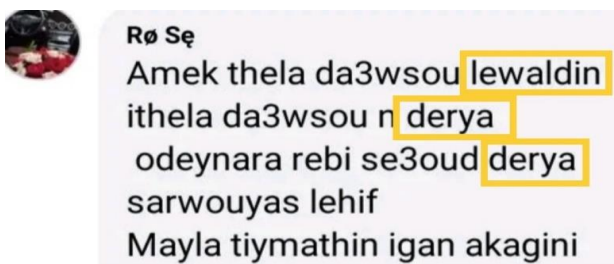 Rø Sę
Amek thela da3wsou lewaldin
ithela da3wsou n derya
odeynara rebi se3oud derya
sarwouyas lehif
Mayla tiymathin igan akagini